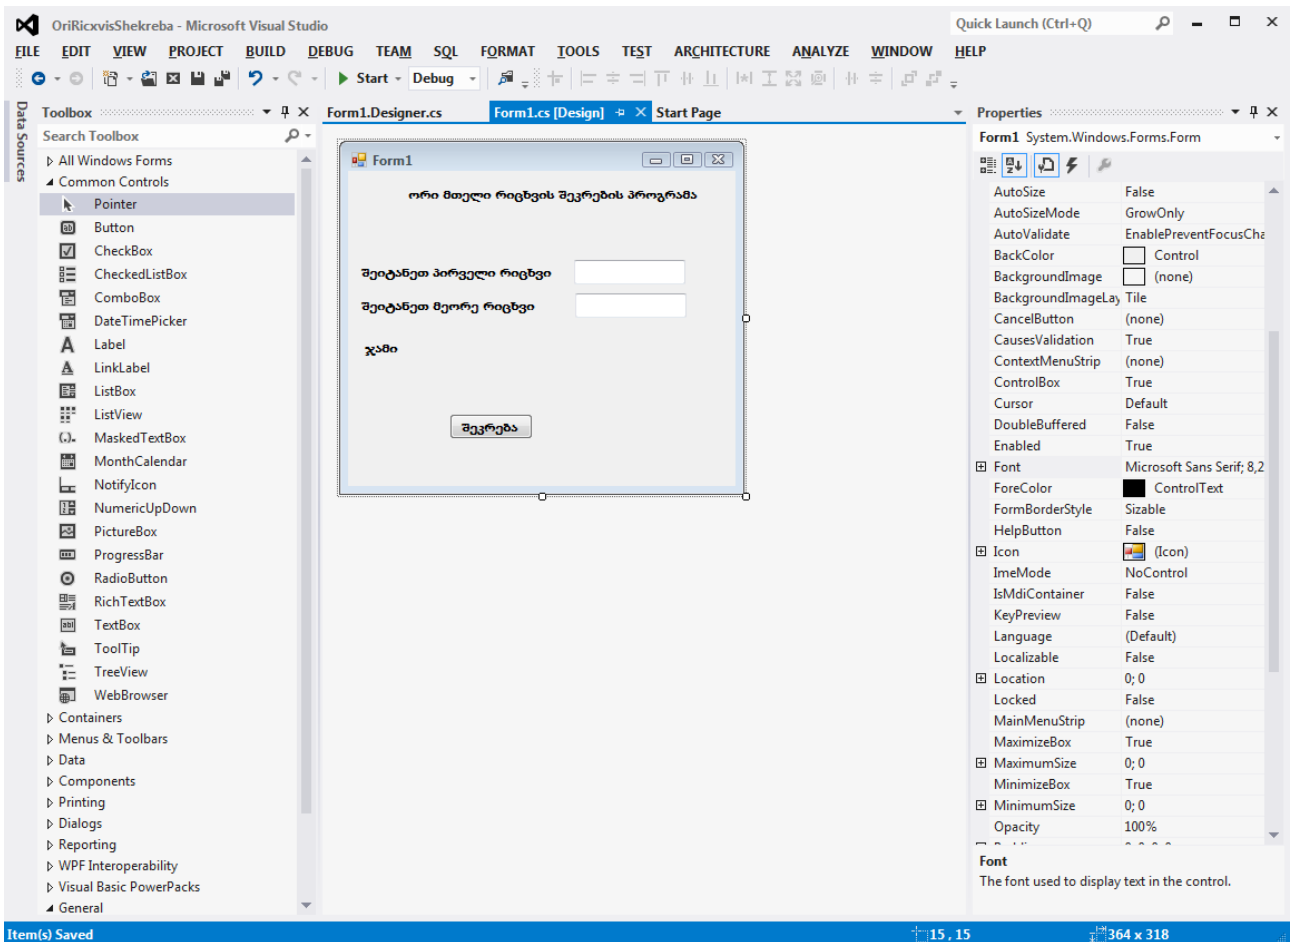 OriRicxvisShekreba - Microsoft Visual Studio
Quick Launch (Ctrl+Q)
FILE EDIT VIEW PROJECT BUILD DEBUG TEAM SQL FORMAT TOOLS TEST ARCHITECTURE ANALYZE WINDOW HELP
Start Debug
Data Sources
Toolbox
Search Toolbox
All Windows Forms
Common Controls
Pointer
Button
CheckBox
CheckedListBox
ComboBox
DateTimePicker
Label
LinkLabel
ListBox
ListView
MaskedTextBox
MonthCalendar
NotifyIcon
NumericUpDown
PictureBox
ProgressBar
RadioButton
RichTextBox
TextBox
ToolTip
TreeView
WebBrowser
Containers
Menus & Toolbars
Data
Components
Printing
Dialogs
Reporting
WPF Interoperability
Visual Basic PowerPacks
General
Form1.Designer.cs Form1.cs [Design] Start Page
Form1
ორი მთელი რიცხვის შეკრების პროგრამა
შეიტანეთ პირველი რიცხვი
შეიტანეთ მეორე რიცხვი
ჯამი
შეკრება
Properties
Form1 System.Windows.Forms.Form
AutoSize False
AutoSizeMode GrowOnly
AutoValidate EnablePreventFocusCha
BackColor Control
BackgroundImage (none)
BackgroundImageLay Tile
CancelButton (none)
CausesValidation True
ContextMenuStrip (none)
ControlBox True
Cursor Default
DoubleBuffered False
Enabled True
Font Microsoft Sans Serif; 8,2
ForeColor ControlText
FormBorderStyle Sizable
HelpButton False
Icon (Icon)
ImeMode NoControl
IsMdiContainer False
KeyPreview False
Language (Default)
Localizable False
Location 0; 0
Locked False
MainMenuStrip (none)
MaximizeBox True
MaximumSize 0; 0
MinimizeBox True
MinimumSize 0; 0
Opacity 100%
Font
The font used to display text in the control.
Item(s) Saved 15 , 15 364 x 318